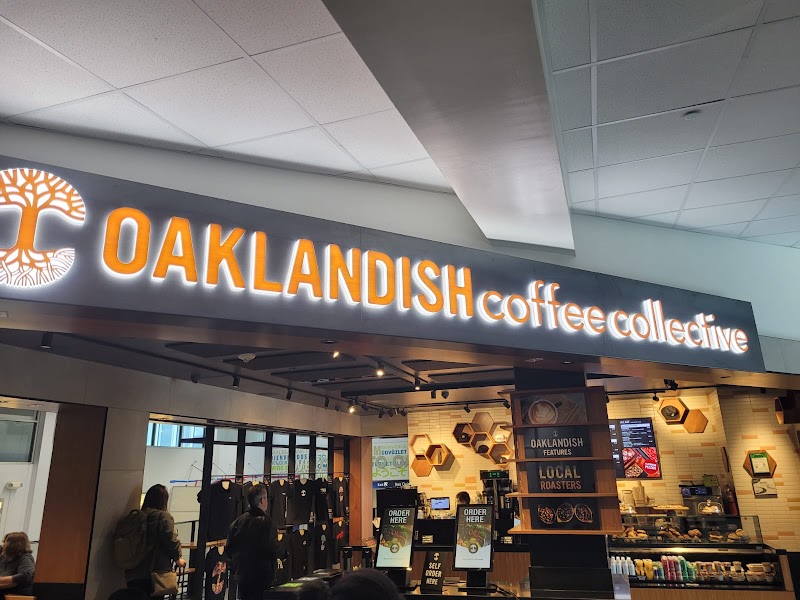 OAKLANDISH coffee collective
OAKLANDISH
FEATURES
LOCAL
ROASTERS
ORDER
HERE
ORDER
HERE
SELF
ORDER
HERE